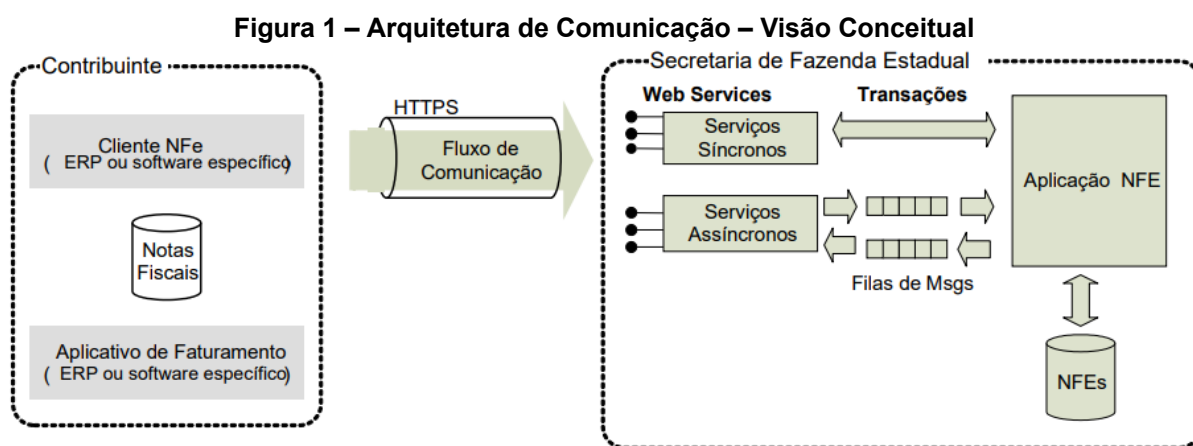 Figura 1 – Arquitetura de Comunicação – Visão Conceitual
Contribuinte
Cliente NFe
( ERP ou software específico )
Notas
Fiscais
Aplicativo de Faturamento
( ERP ou software específico )
HTTPS
Fluxo de
Comunicação
Secretaria de Fazenda Estadual
Web Services
Transações
Serviços
Síncronos
Serviços
Assíncronos
Filas de Msgs
Aplicação NFE
NFEs